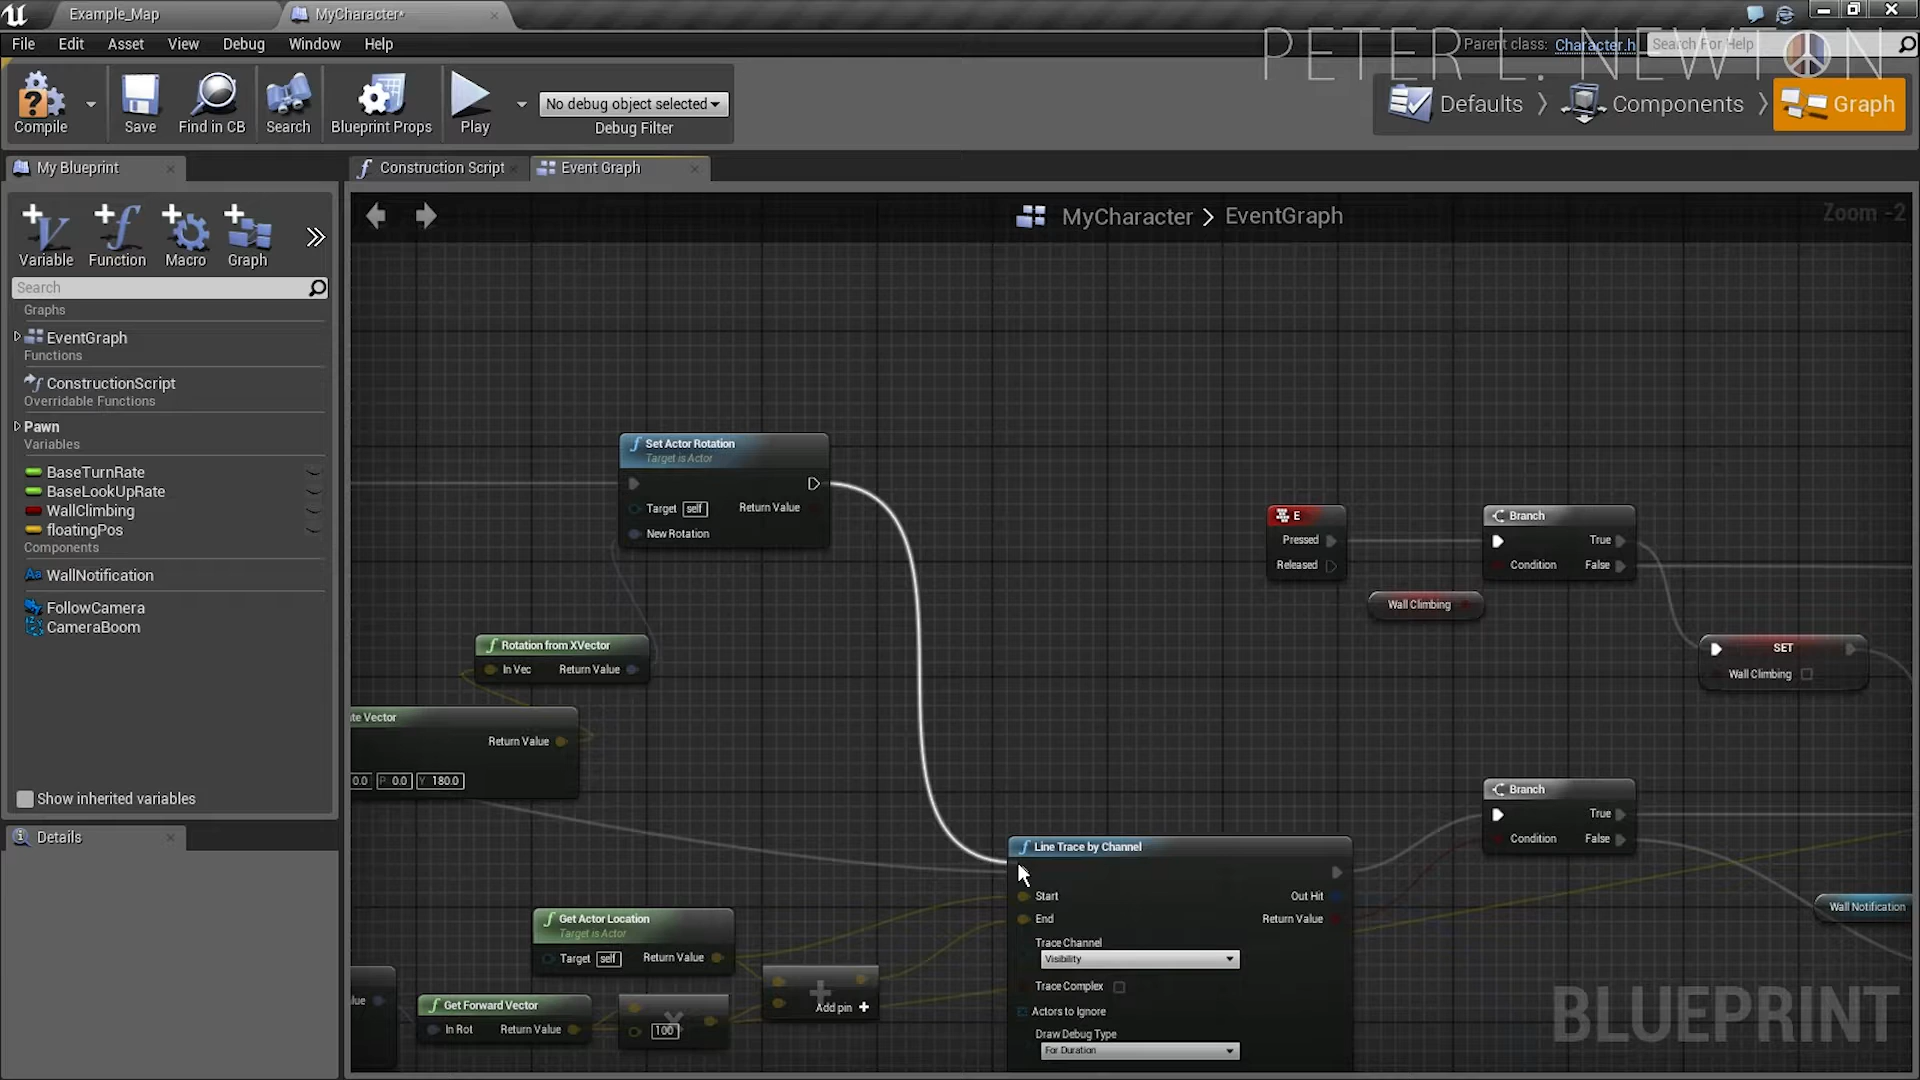 Example_Map
MyCharacter*
File Edit Asset View Debug Window Help
Parent class: Character.h
Search For Help
PETER L. NEWTON
Compile
Save
Find in CB
Search
Blueprint Props
Play
No debug object selected
Debug Filter
Defaults
Components
Graph
My Blueprint
Construction Script
Event Graph
Variable
Function
Macro
Graph
MyCharacter > EventGraph
Zoom -2
Search
Graphs
EventGraph
Functions
ConstructionScript
Overridable Functions
Pawn
Variables
BaseTurnRate
BaseLookUpRate
WallClimbing
floatingPos
Components
WallNotification
FollowCamera
CameraBoom
Show inherited variables
Details
Set Actor Rotation
Target is Actor
Target self
Return Value
New Rotation
Rotation from XVector
In Vec Return Value
te Vector
Return Value
0.0 P 0.0 Y 180.0
E
Pressed
Released
Branch
True
Condition False
Wall Climbing
SET
Wall Climbing
Branch
True
Condition False
Wall Notification
Line Trace by Channel
Start Out Hit
End Return Value
Trace Channel
Visibility
Trace Complex
Actors to Ignore
Draw Debug Type
For Duration
Get Actor Location
Target is Actor
Target self Return Value
lue
Get Forward Vector
In Rot Return Value
100
Add pin +
BLUEPRINT